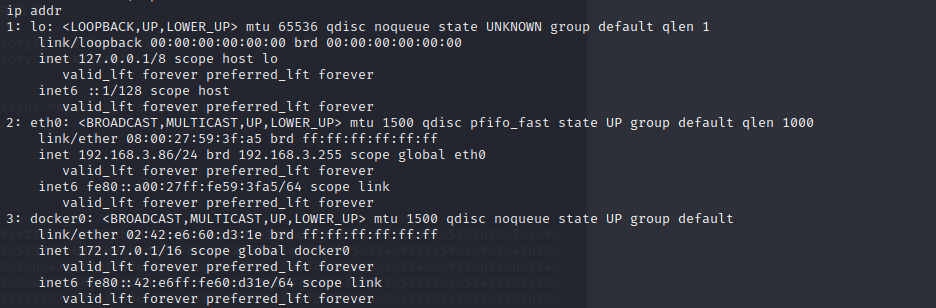 ip addr
1: lo: <LOOPBACK,UP,LOWER_UP> mtu 65536 qdisc noqueue state UNKNOWN group default qlen 1
link/loopback 00:00:00:00:00:00 brd 00:00:00:00:00:00
inet 127.0.0.1/8 scope host lo
valid_lft forever preferred_lft forever
inet6 ::1/128 scope host
valid_lft forever preferred_lft forever
2: eth0: <BROADCAST,MULTICAST,UP,LOWER_UP> mtu 1500 qdisc pfifo_fast state UP group default qlen 1000
link/ether 08:00:27:59:3f:a5 brd ff:ff:ff:ff:ff:ff
inet 192.168.3.86/24 brd 192.168.3.255 scope global eth0
valid_lft forever preferred_lft forever
inet6 fe80::a00:27ff:fe59:3fa5/64 scope link
valid_lft forever preferred_lft forever
3: docker0: <BROADCAST,MULTICAST,UP,LOWER_UP> mtu 1500 qdisc noqueue state UP group default
link/ether 02:42:e6:60:d3:1e brd ff:ff:ff:ff:ff:ff
inet 172.17.0.1/16 scope global docker0
valid_lft forever preferred_lft forever
inet6 fe80::42:e6ff:fe60:d31e/64 scope link
valid_lft forever preferred_lft forever